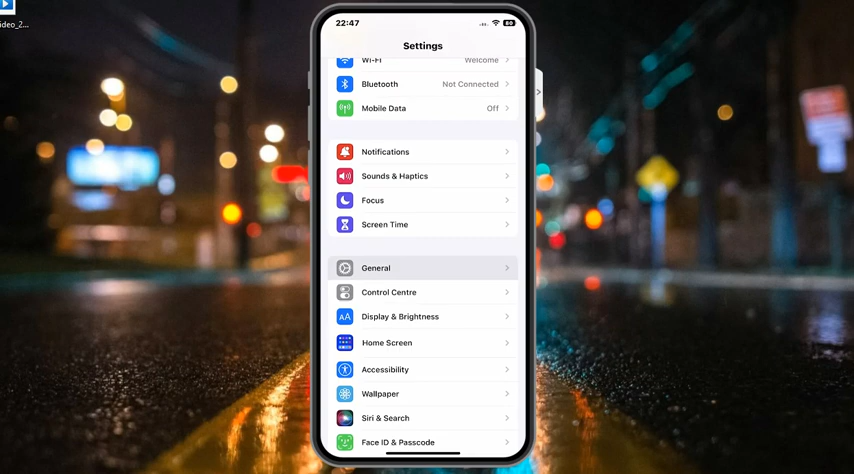 ideo_2...
22:47
80
Settings
Wi-Fi Welcome
Bluetooth Not Connected
Mobile Data Off
Notifications
Sounds & Haptics
Focus
Screen Time
General
Control Centre
AA Display & Brightness
Home Screen
Accessibility
Wallpaper
Siri & Search
Face ID & Passcode